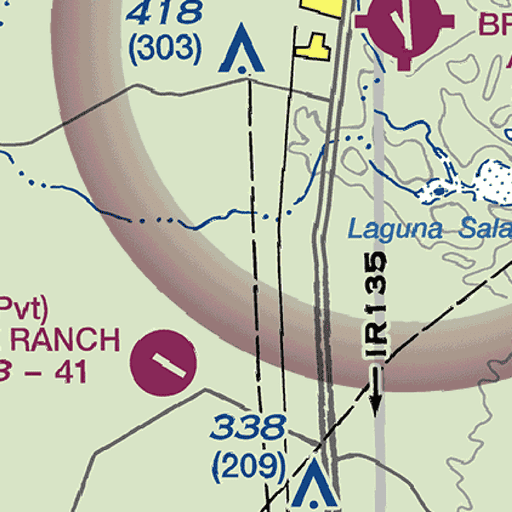 418
(303)
BR
Laguna Sala
IR135
Pvt)
RANCH
3 - 41
338
(209)